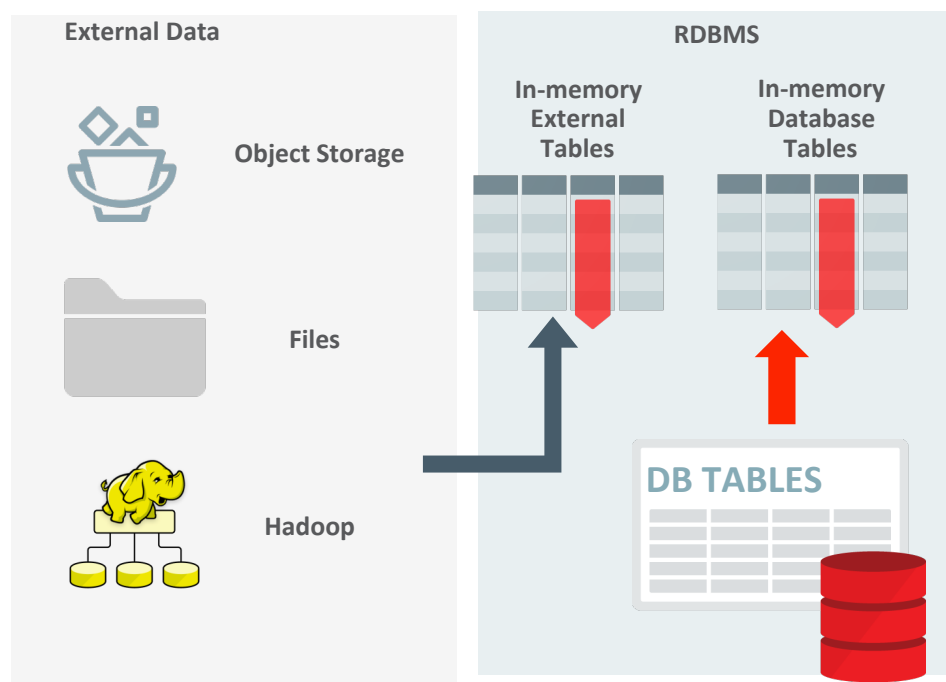 External Data
Object Storage
Files
Hadoop
RDBMS
In-memory
External
Tables
In-memory
Database
Tables
DB TABLES